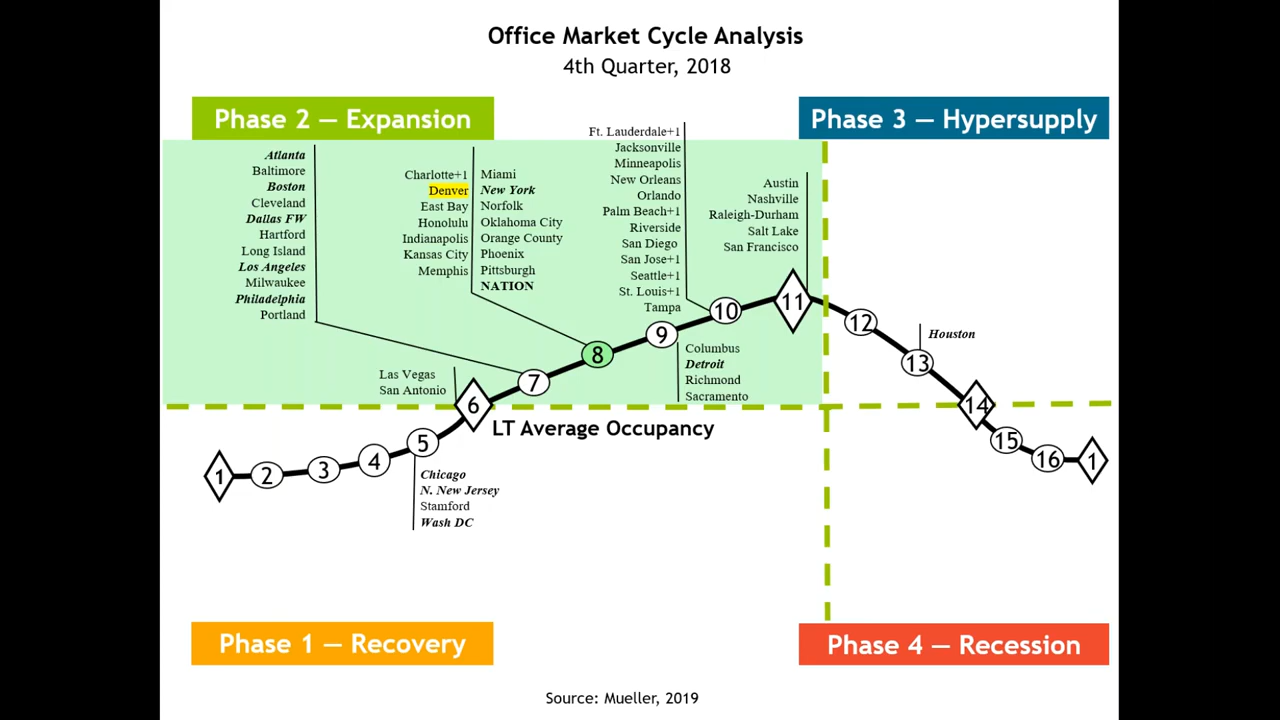 Office Market Cycle Analysis
4th Quarter, 2018
Phase 2 — Expansion
Phase 3 — Hypersupply
Atlanta
Baltimore
Boston
Cleveland
Dallas FW
Hartford
Long Island
Los Angeles
Milwaukee
Philadelphia
Portland
Charlotte+1
Denver
East Bay
Honolulu
Indianapolis
Kansas City
Memphis
Miami
New York
Norfolk
Oklahoma City
Orange County
Phoenix
Pittsburgh
NATION
Ft. Lauderdale+1
Jacksonville
Minneapolis
New Orleans
Orlando
Palm Beach+1
Riverside
San Diego
San Jose+1
Seattle+1
St. Louis+1
Tampa
Austin
Nashville
Raleigh-Durham
Salt Lake
San Francisco
Las Vegas
San Antonio
Columbus
Detroit
Richmond
Sacramento
Houston
1
2
3
4
5
6
7
8
9
10
11
12
13
14
15
16
1
LT Average Occupancy
Chicago
N. New Jersey
Stamford
Wash DC
Phase 1 — Recovery
Phase 4 — Recession
Source: Mueller, 2019